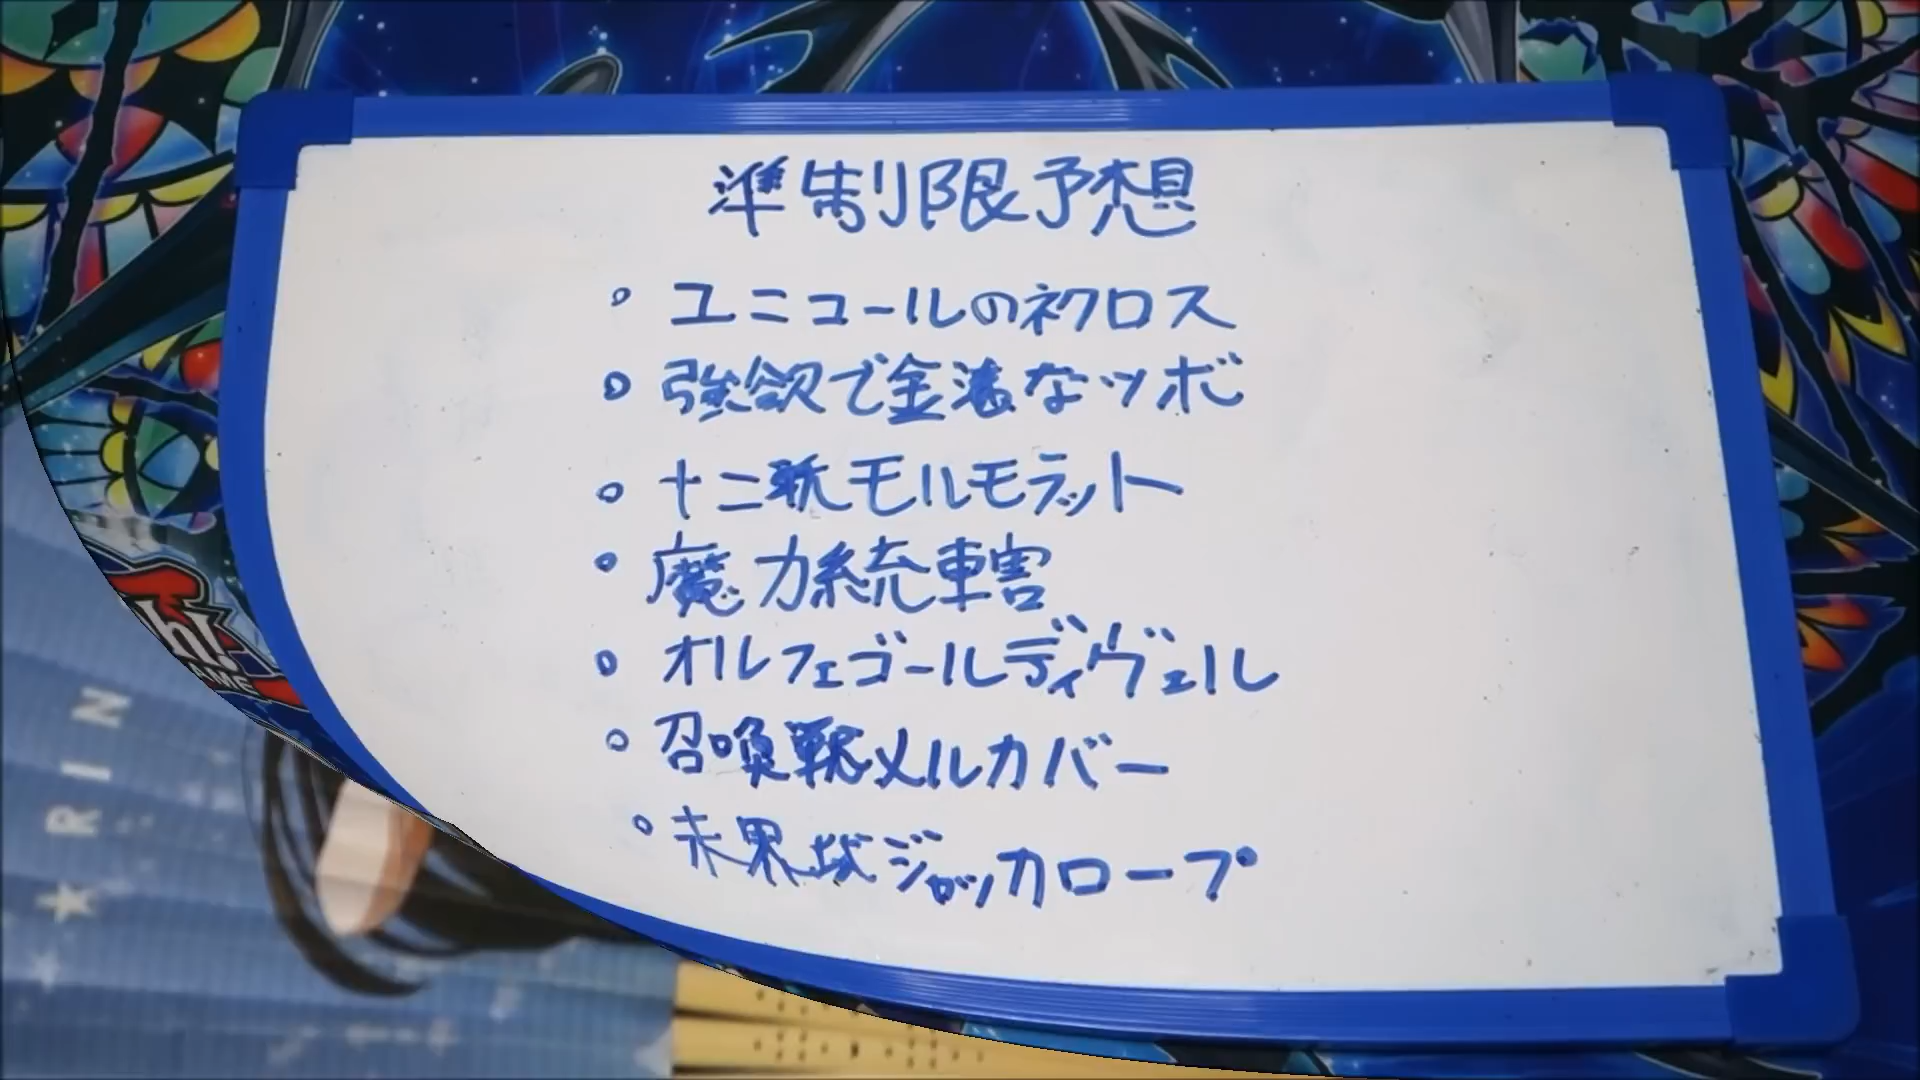 準制限予想
・ユニコールのネクロス
・強欲で金満なツボ
・十二獣モルモラット
・魔力統轄
・オルフェゴールディヴェル
・召喚獣メルカバー
・未界域ジャッカロープ
h!
AME
RIN